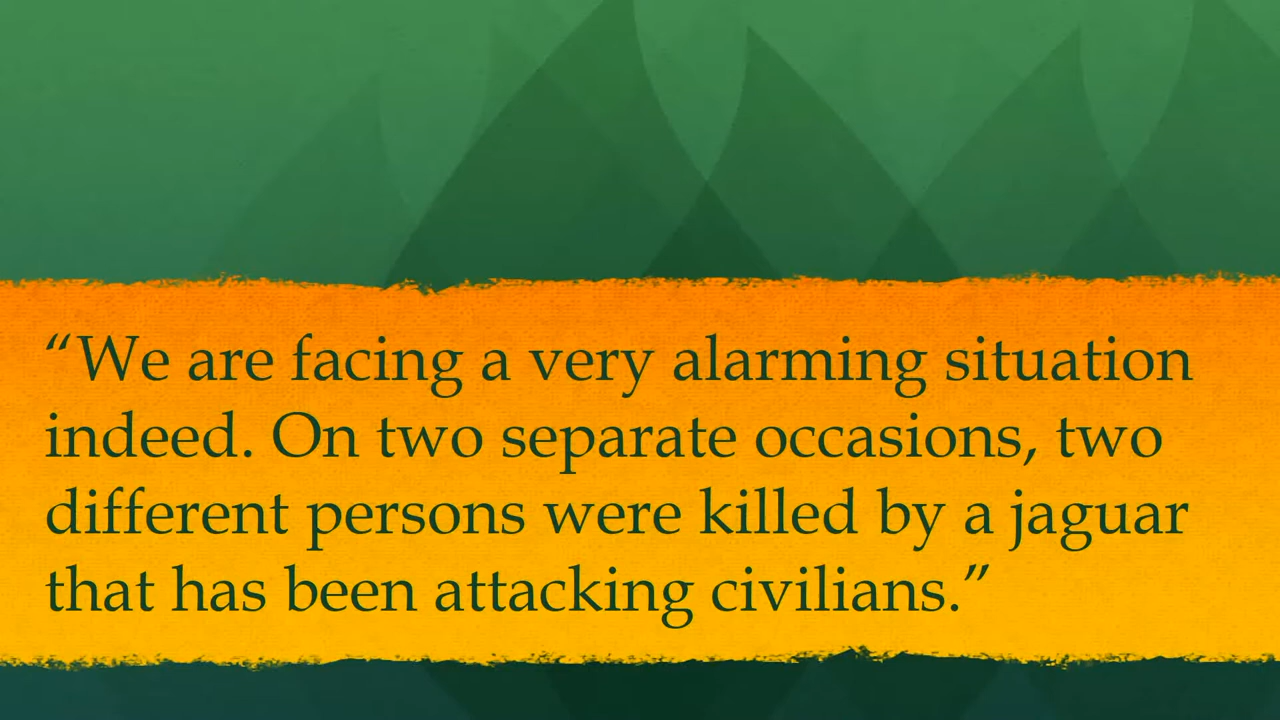 “We are facing a very alarming situation
indeed. On two separate occasions, two
different persons were killed by a jaguar
that has been attacking civilians.”